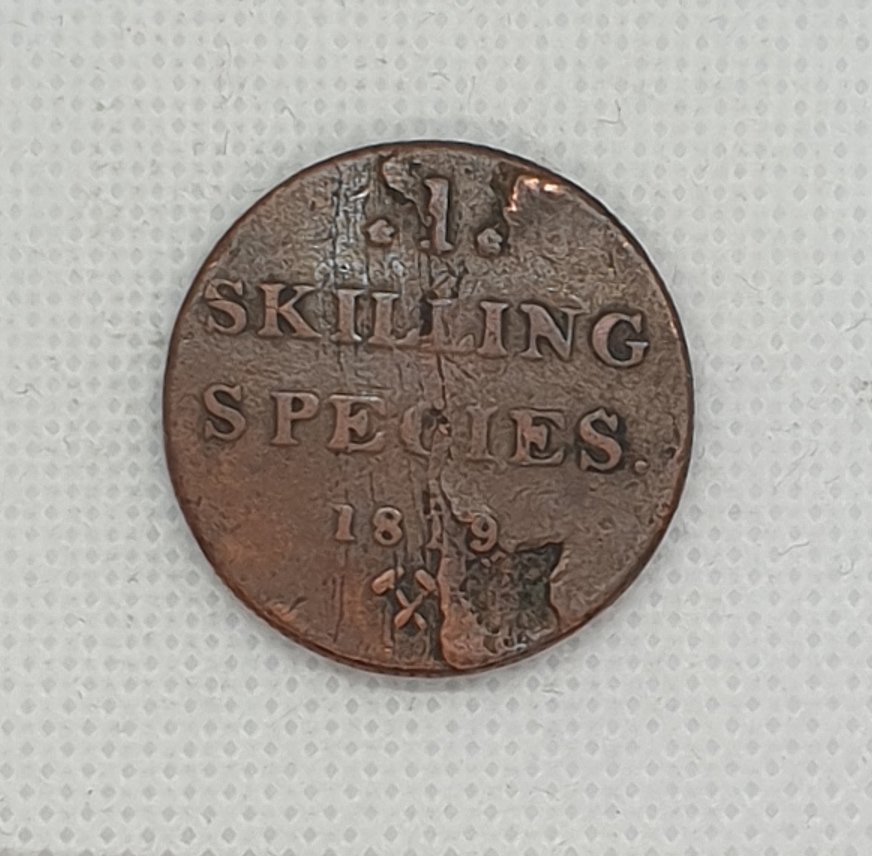 · 1 ·
SKILLING
SPECIES.
1819